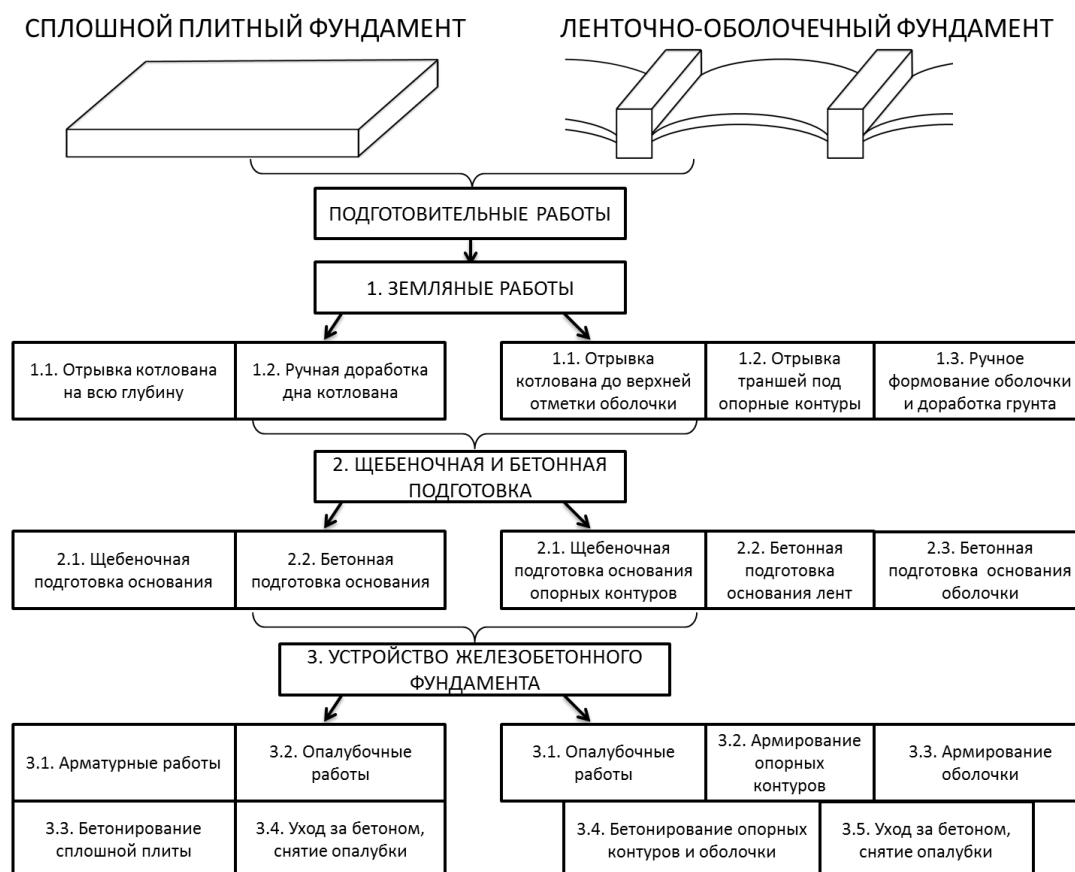 СПЛОШНОЙ ПЛИТНЫЙ ФУНДАМЕНТ
ЛЕНТОЧНО-ОБОЛОЧЕЧНЫЙ ФУНДАМЕНТ
ПОДГОТОВИТЕЛЬНЫЕ РАБОТЫ
1. ЗЕМЛЯНЫЕ РАБОТЫ
1.1. Отрывка котлована
на всю глубину
1.2. Ручная доработка
дна котлована
1.1. Отрывка
котлована до верхней
отметки оболочки
1.2. Отрывка
траншей под
опорные контуры
1.3. Ручное
формование оболочки
и доработка грунта
2. ЩЕБЕНОЧНАЯ И БЕТОННАЯ
ПОДГОТОВКА
2.1. Щебеночная
подготовка основания
2.2. Бетонная
подготовка основания
2.1. Щебеночная
подготовка основания
опорных контуров
2.2. Бетонная
подготовка
основания лент
2.3. Бетонная
подготовка основания
оболочки
3. УСТРОЙСТВО ЖЕЛЕЗОБЕТОННОГО
ФУНДАМЕНТА
3.1. Арматурные работы
3.2. Опалубочные
работы
3.1. Опалубочные
работы
3.2. Армирование
опорных
контуров
3.3. Армирование
оболочки
3.3. Бетонирование
сплошной плиты
3.4. Уход за бетоном,
снятие опалубки
3.4. Бетонирование опорных
контуров и оболочки
3.5. Уход за бетоном,
снятие опалубки